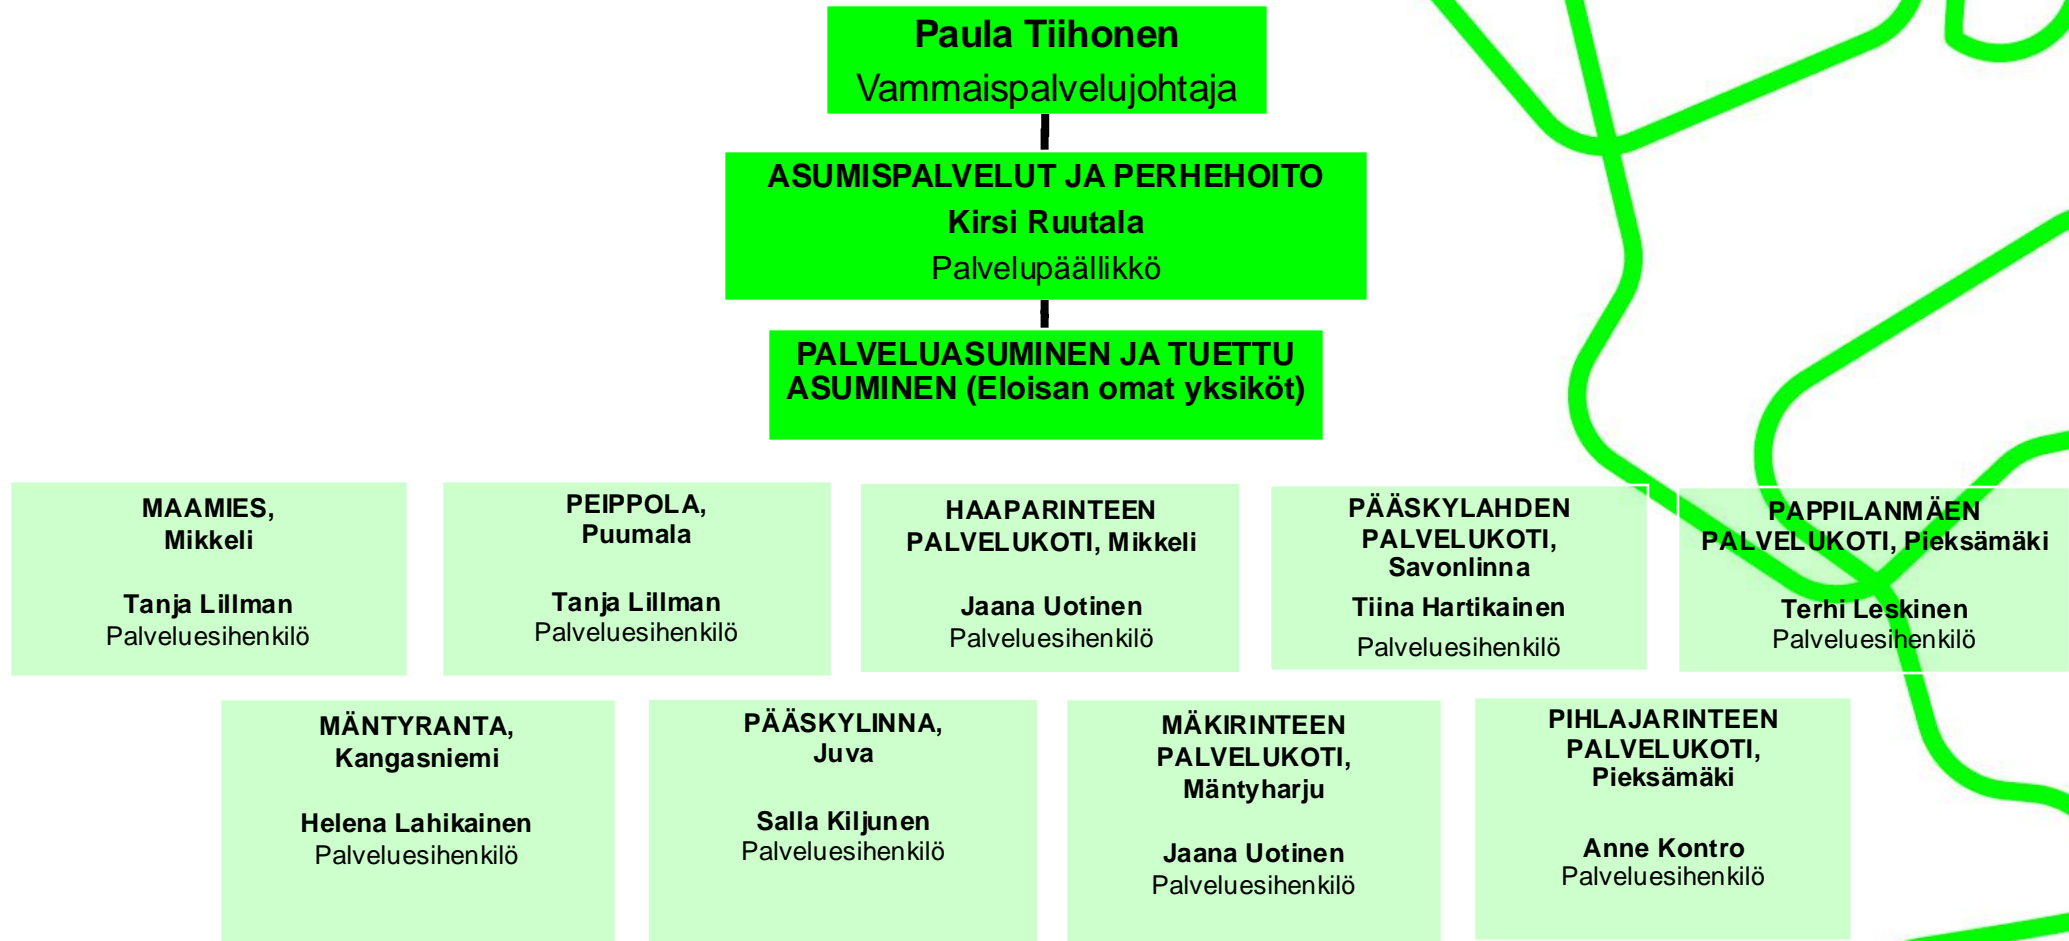 Paula Tiihonen
Vammaispalvelujohtaja
ASUMISPALVELUT JA PERHEHOITO
Kirsi Ruutala
Palvelupäällikkö
PALVELUASUMINEN JA TUETTU
ASUMINEN (Eloisan omat yksiköt)
MAAMIES,
Mikkeli
Tanja Lillman
Palveluesihenkilö
PEIPPOLA,
Puumala
Tanja Lillman
Palveluesihenkilö
HAAPARINTEEN
PALVELUKOTI, Mikkeli
Jaana Uotinen
Palveluesihenkilö
PÄÄSKYLAHDEN
PALVELUKOTI,
Savonlinna
Tiina Hartikainen
Palveluesihenkilö
PAPPILANMÄEN
PALVELUKOTI, Pieksämäki
Terhi Leskinen
Palveluesihenkilö
MÄNTYRANTA,
Kangasniemi
Helena Lahikainen
Palveluesihenkilö
PÄÄSKYLINNA,
Juva
Salla Kiljunen
Palveluesihenkilö
MÄKIRINTEEN
PALVELUKOTI,
Mäntyharju
Jaana Uotinen
Palveluesihenkilö
PIHLAJARINTEEN
PALVELUKOTI,
Pieksämäki
Anne Kontro
Palveluesihenkilö